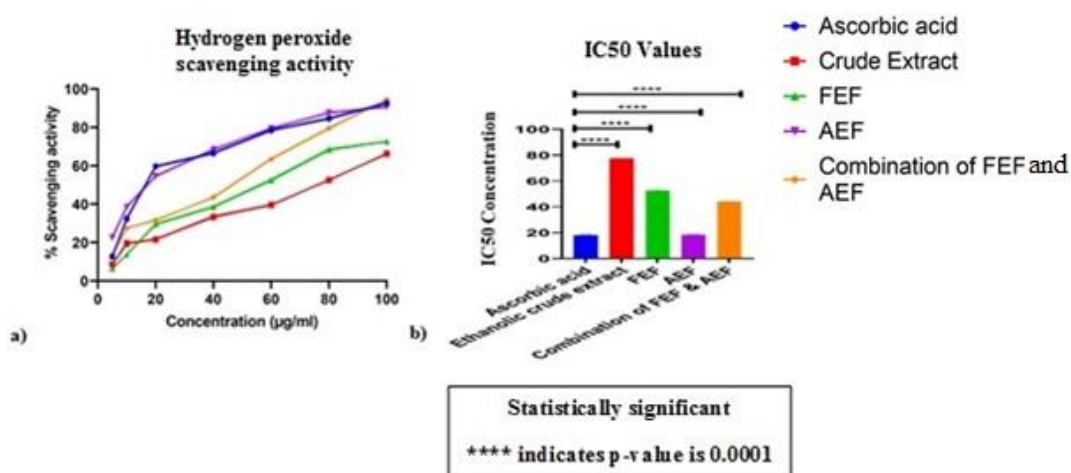 Hydrogen peroxide
scavenging activity
% Scavenging activity
100
80
60
40
20
0
0
20
40
60
80
100
Concentration (µg/ml)
a)
IC50 Values
****
****
****
****
IC50 Concentration
100
80
60
40
20
0
Ascorbic acid
Ethanolic crude extract
FEF
AEF
Combination of FEF & AEF
b)
Ascorbic acid
Crude Extract
FEF
AEF
Combination of FEF and
AEF
Statistically significant
**** indicates p-value is 0.0001